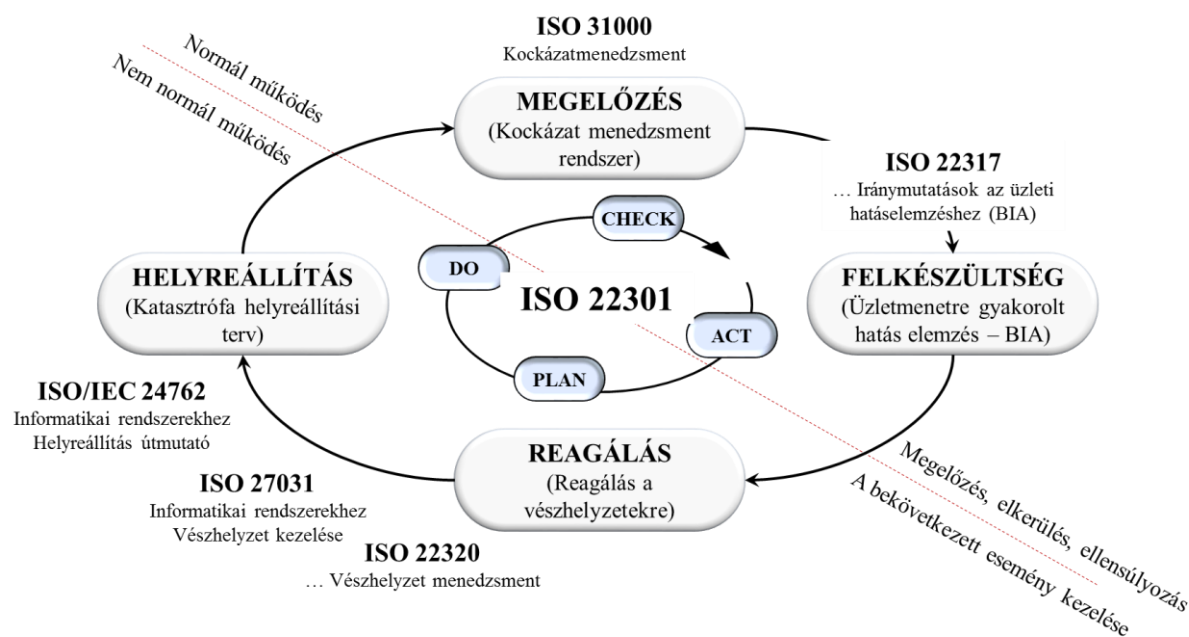 ISO 31000
Kockázatmenedzsment
Normál működés
Nem normál működés
MEGELŐZÉS
(Kockázat menedzsment
rendszer)
ISO 22317
… Iránymutatások az üzleti
hatáselemzéshez (BIA)
CHECK
DO
HELYREÁLLÍTÁS
(Katasztrófa helyreállítási
terv)
ISO 22301
FELKÉSZÜLTSÉG
(Üzletmenetre gyakorolt
hatás elemzés – BIA)
ACT
PLAN
ISO/IEC 24762
Informatikai rendszerekhez
Helyreállítás útmutató
REAGÁLÁS
(Reagálás a
vészhelyzetekre)
Megelőzés, elkerülés, ellensúlyozás
A bekövetkezett esemény kezelése
ISO 27031
Informatikai rendszerekhez
Vészhelyzet kezelése
ISO 22320
… Vészhelyzet menedzsment